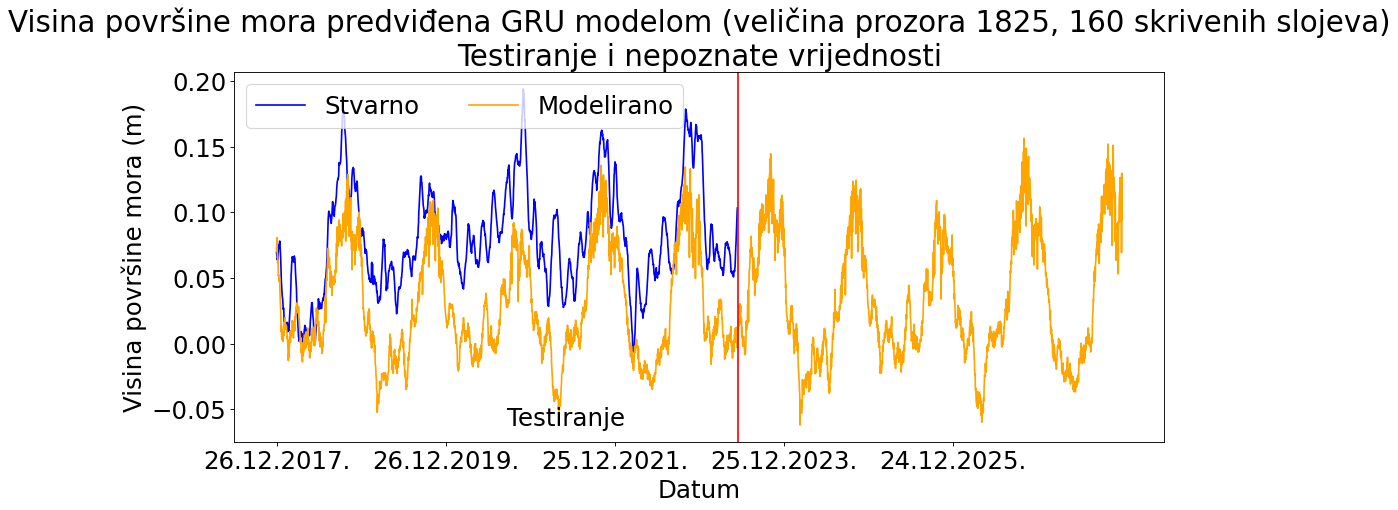 Visina površine mora predviđena GRU modelom (veličina prozora 1825, 160 skrivenih slojeva)
Testiranje i nepoznate vrijednosti
Stvarno
Modelirano
Visina površine mora (m)
0.20
0.15
0.10
0.05
0.00
−0.05
Testiranje
26.12.2017.
26.12.2019.
25.12.2021.
25.12.2023.
24.12.2025.
Datum